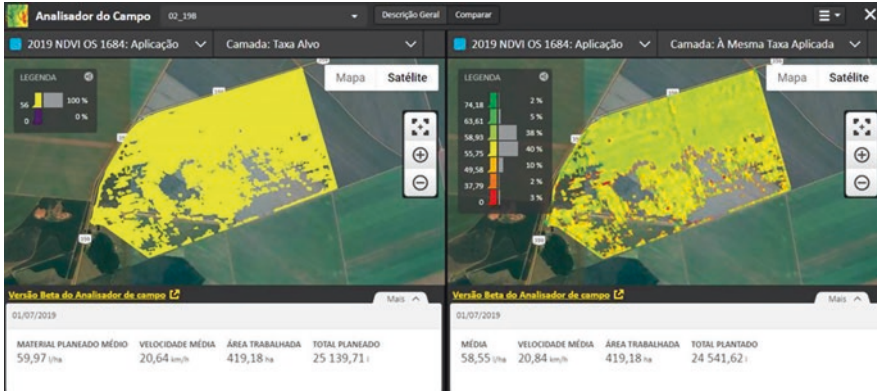 Analisador do Campo 02_198 Descrição Geral Comparar
2019 NDVI OS 1684: Aplicação Camada: Taxa Alvo
LEGENDA
56 100 %
0 0 %
Mapa Satélite
Versão Beta do Analisador de campo
Mais
01/07/2019
MATERIAL PLANEADO MÉDIO VELOCIDADE MÉDIA ÁREA TRABALHADA TOTAL PLANEADO
59,97 l/ha 20,64 km/h 419,18 ha 25 139,71 l
2019 NDVI OS 1684: Aplicação Camada: À Mesma Taxa Aplicada
LEGENDA
74,18 2 %
63,61 5 %
58,93 38 %
55,75 40 %
49,58 10 %
37,79 2 %
0 3 %
Mapa Satélite
Versão Beta do Analisador de campo
Mais
01/07/2019
MÉDIA VELOCIDADE MÉDIA ÁREA TRABALHADA TOTAL PLANTADO
58,55 l/ha 20,84 km/h 419,18 ha 24 541,62 l